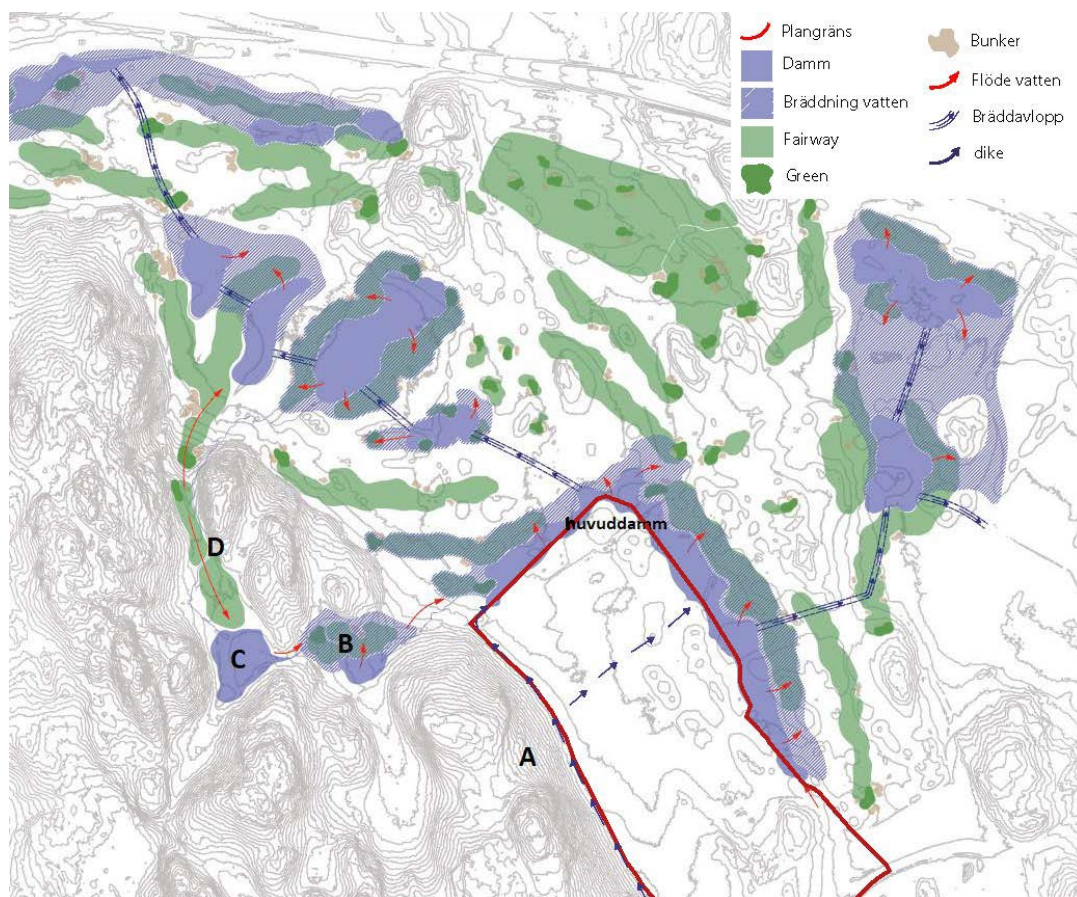 Plangräns
Damm
Bräddning vatten
Fairway
Green
Bunker
Flöde vatten
Bräddavlopp
dike
huvuddamm
D
B
C
A